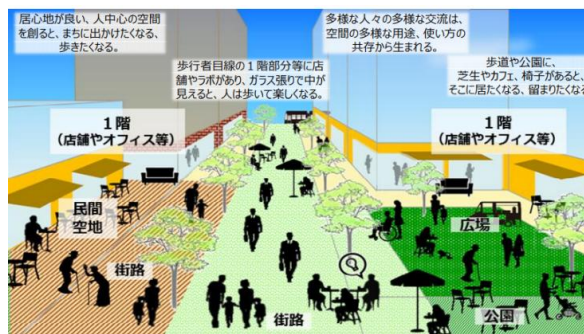 居心地が良い、人中心の空間
を創ると、まちに出かけたくなる、
歩きたくなる。
多様な人々の多様な交流は、
空間の多様な用途、使い方の
共存から生まれる。
歩行者目線の１階部分等に店
舗やラボがあり、ガラス張りで中が
見えると、人は歩いて楽しくなる。
歩道や公園に、
芝生やカフェ、椅子があると、
そこに居たくなる、留まりたくなる
１階
（店舗やオフィス等）
１階
（店舗やオフィス等）
民間
空地
広場
街路
街路
公園